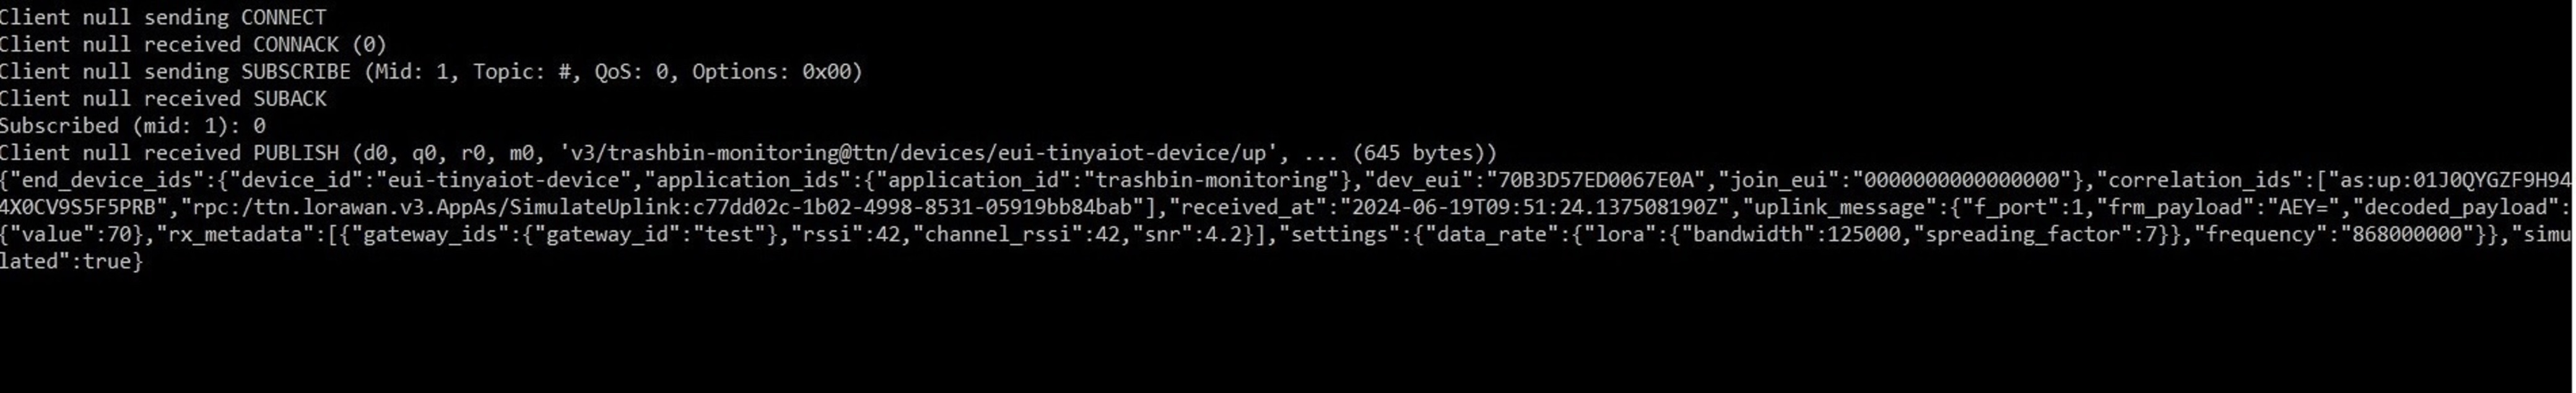 Client null sending CONNECT
Client null received CONNACK (0)
Client null sending SUBSCRIBE (Mid: 1, Topic: #, QoS: 0, Options: 0x00)
Client null received SUBACK
Subscribed (mid: 1): 0
Client null received PUBLISH (d0, q0, r0, m0, 'v3/trashbin-monitoring@ttn/devices/eui-tinyaiot-device/up', ... (645 bytes))
{"end_device_ids":{"device_id":"eui-tinyaiot-device","application_ids":{"application_id":"trashbin-monitoring"},"dev_eui":"70B3D57ED0067E0A","join_eui":"0000000000000000"},"correlation_ids":["as:up:01J0QYGZF9H94
4X0CV9S5F5PRB","rpc:/ttn.lorawan.v3.AppAs/SimulateUplink:c77dd02c-1b02-4998-8531-05919bb84bab"],"received_at":"2024-06-19T09:51:24.137508190Z","uplink_message":{"f_port":1,"frm_payload":"AEY=","decoded_payload":
{"value":70},"rx_metadata":[{"gateway_ids":{"gateway_id":"test"},"rssi":42,"channel_rssi":42,"snr":4.2}],"settings":{"data_rate":{"lora":{"bandwidth":125000,"spreading_factor":7}},"frequency":"868000000"}},"simu
lated":true}